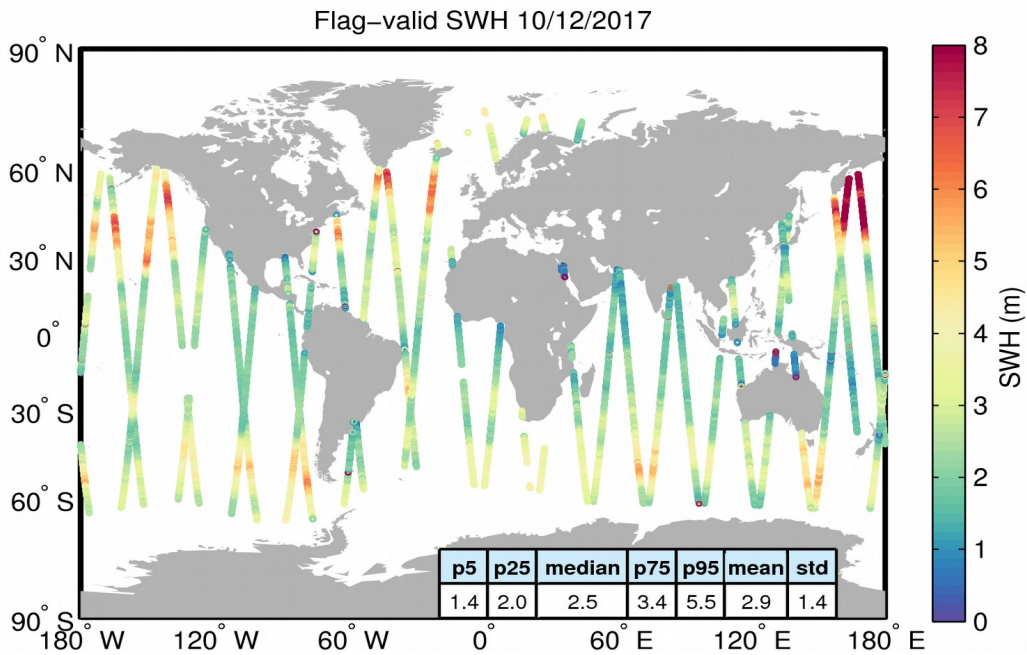 Flag−valid SWH 10/12/2017
90° N
60° N
30° N
0°
30° S
60° S
90° S
180° W
120° W
60° W
0°
60° E
120° E
180° E
8
7
6
5
4
3
2
1
0
SWH (m)
p5 p25 median p75 p95 mean std
1.4 2.0 2.5 3.4 5.5 2.9 1.4